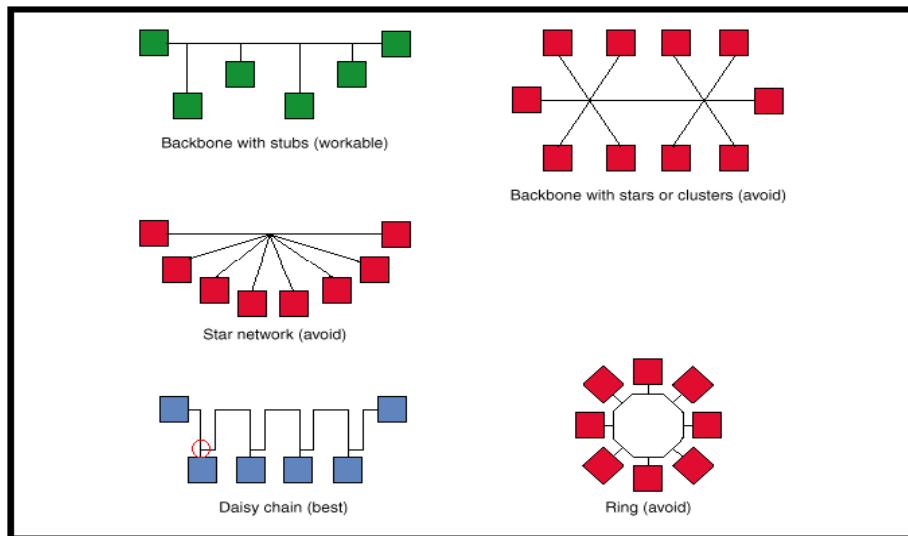 Backbone with stubs (workable)
Backbone with stars or clusters (avoid)
Star network (avoid)
Daisy chain (best)
Ring (avoid)